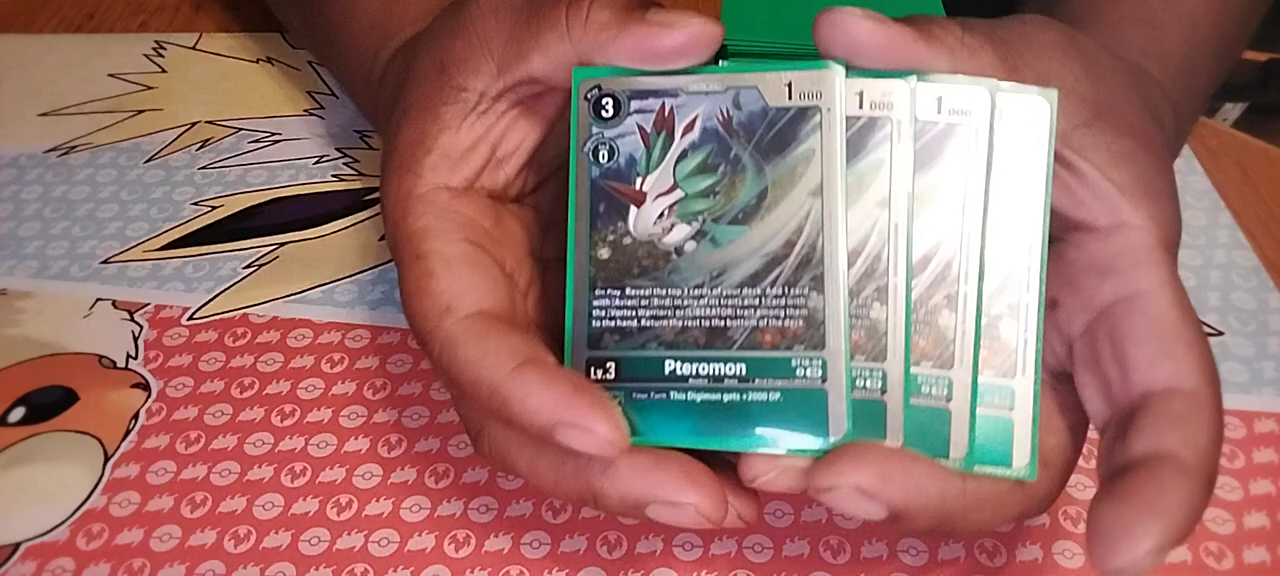 3
1000
0
On Play Reveal the top 3 cards of your deck. Add 1 card
with [Avian] or [Bird] in any of its traits and 1 card with
the [Vortex Warriors] or [LIBERATOR] trait among them
to the hand. Return the rest to the bottom of the deck.
Lv.3
Pteromon
Your Turn This Digimon gets +2000 DP.
1000
1000